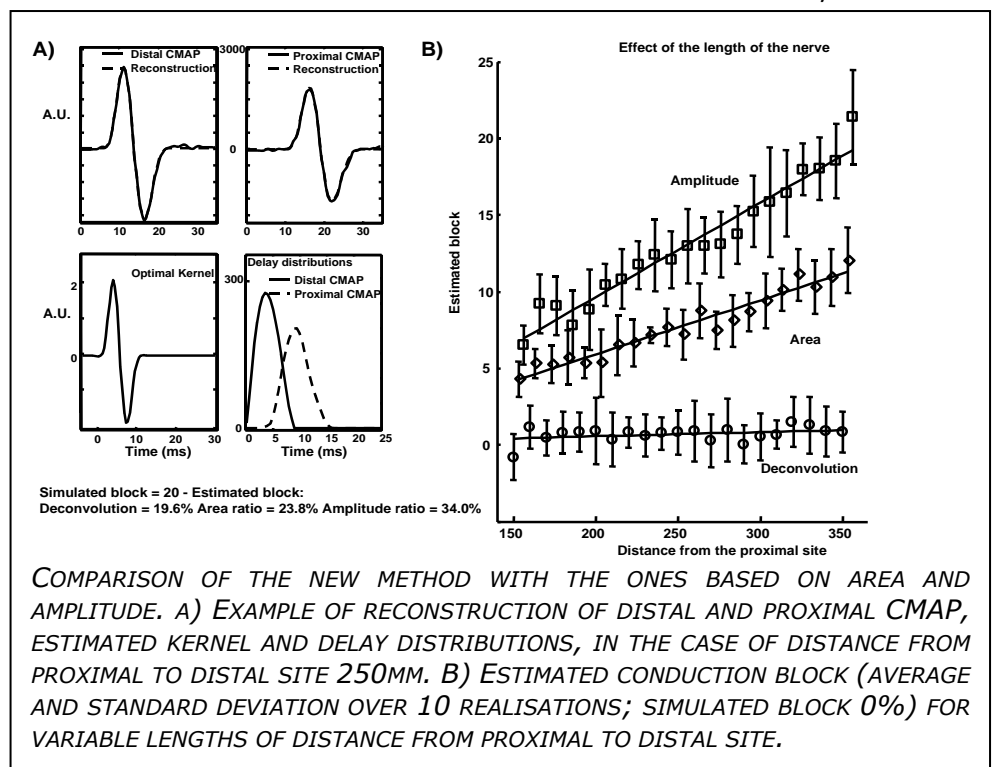 A)
Distal CMAP
Reconstruction
A.U.
10 20 30
3000
Proximal CMAP
Reconstruction
0
10 20 30
Optimal Kernel
2
A.U.
0
0 10 20 30
Time (ms)
Delay distributions
Distal CMAP
300
Proximal CMAP
0
0 5 10 15 20 25
Time (ms)
Simulated block = 20 - Estimated block:
Deconvolution = 19.6% Area ratio = 23.8% Amplitude ratio = 34.0%
B)
Effect of the length of the nerve
25
20
15
10
5
0
Estimated block
Amplitude
Area
Deconvolution
150 200 250 300 350
Distance from the proximal site
COMPARISON OF THE NEW METHOD WITH THE ONES BASED ON AREA AND
AMPLITUDE. A) EXAMPLE OF RECONSTRUCTION OF DISTAL AND PROXIMAL CMAP,
ESTIMATED KERNEL AND DELAY DISTRIBUTIONS, IN THE CASE OF DISTANCE FROM
PROXIMAL TO DISTAL SITE 250MM. B) ESTIMATED CONDUCTION BLOCK (AVERAGE
AND STANDARD DEVIATION OVER 10 REALISATIONS; SIMULATED BLOCK 0%) FOR
VARIABLE LENGTHS OF DISTANCE FROM PROXIMAL TO DISTAL SITE.